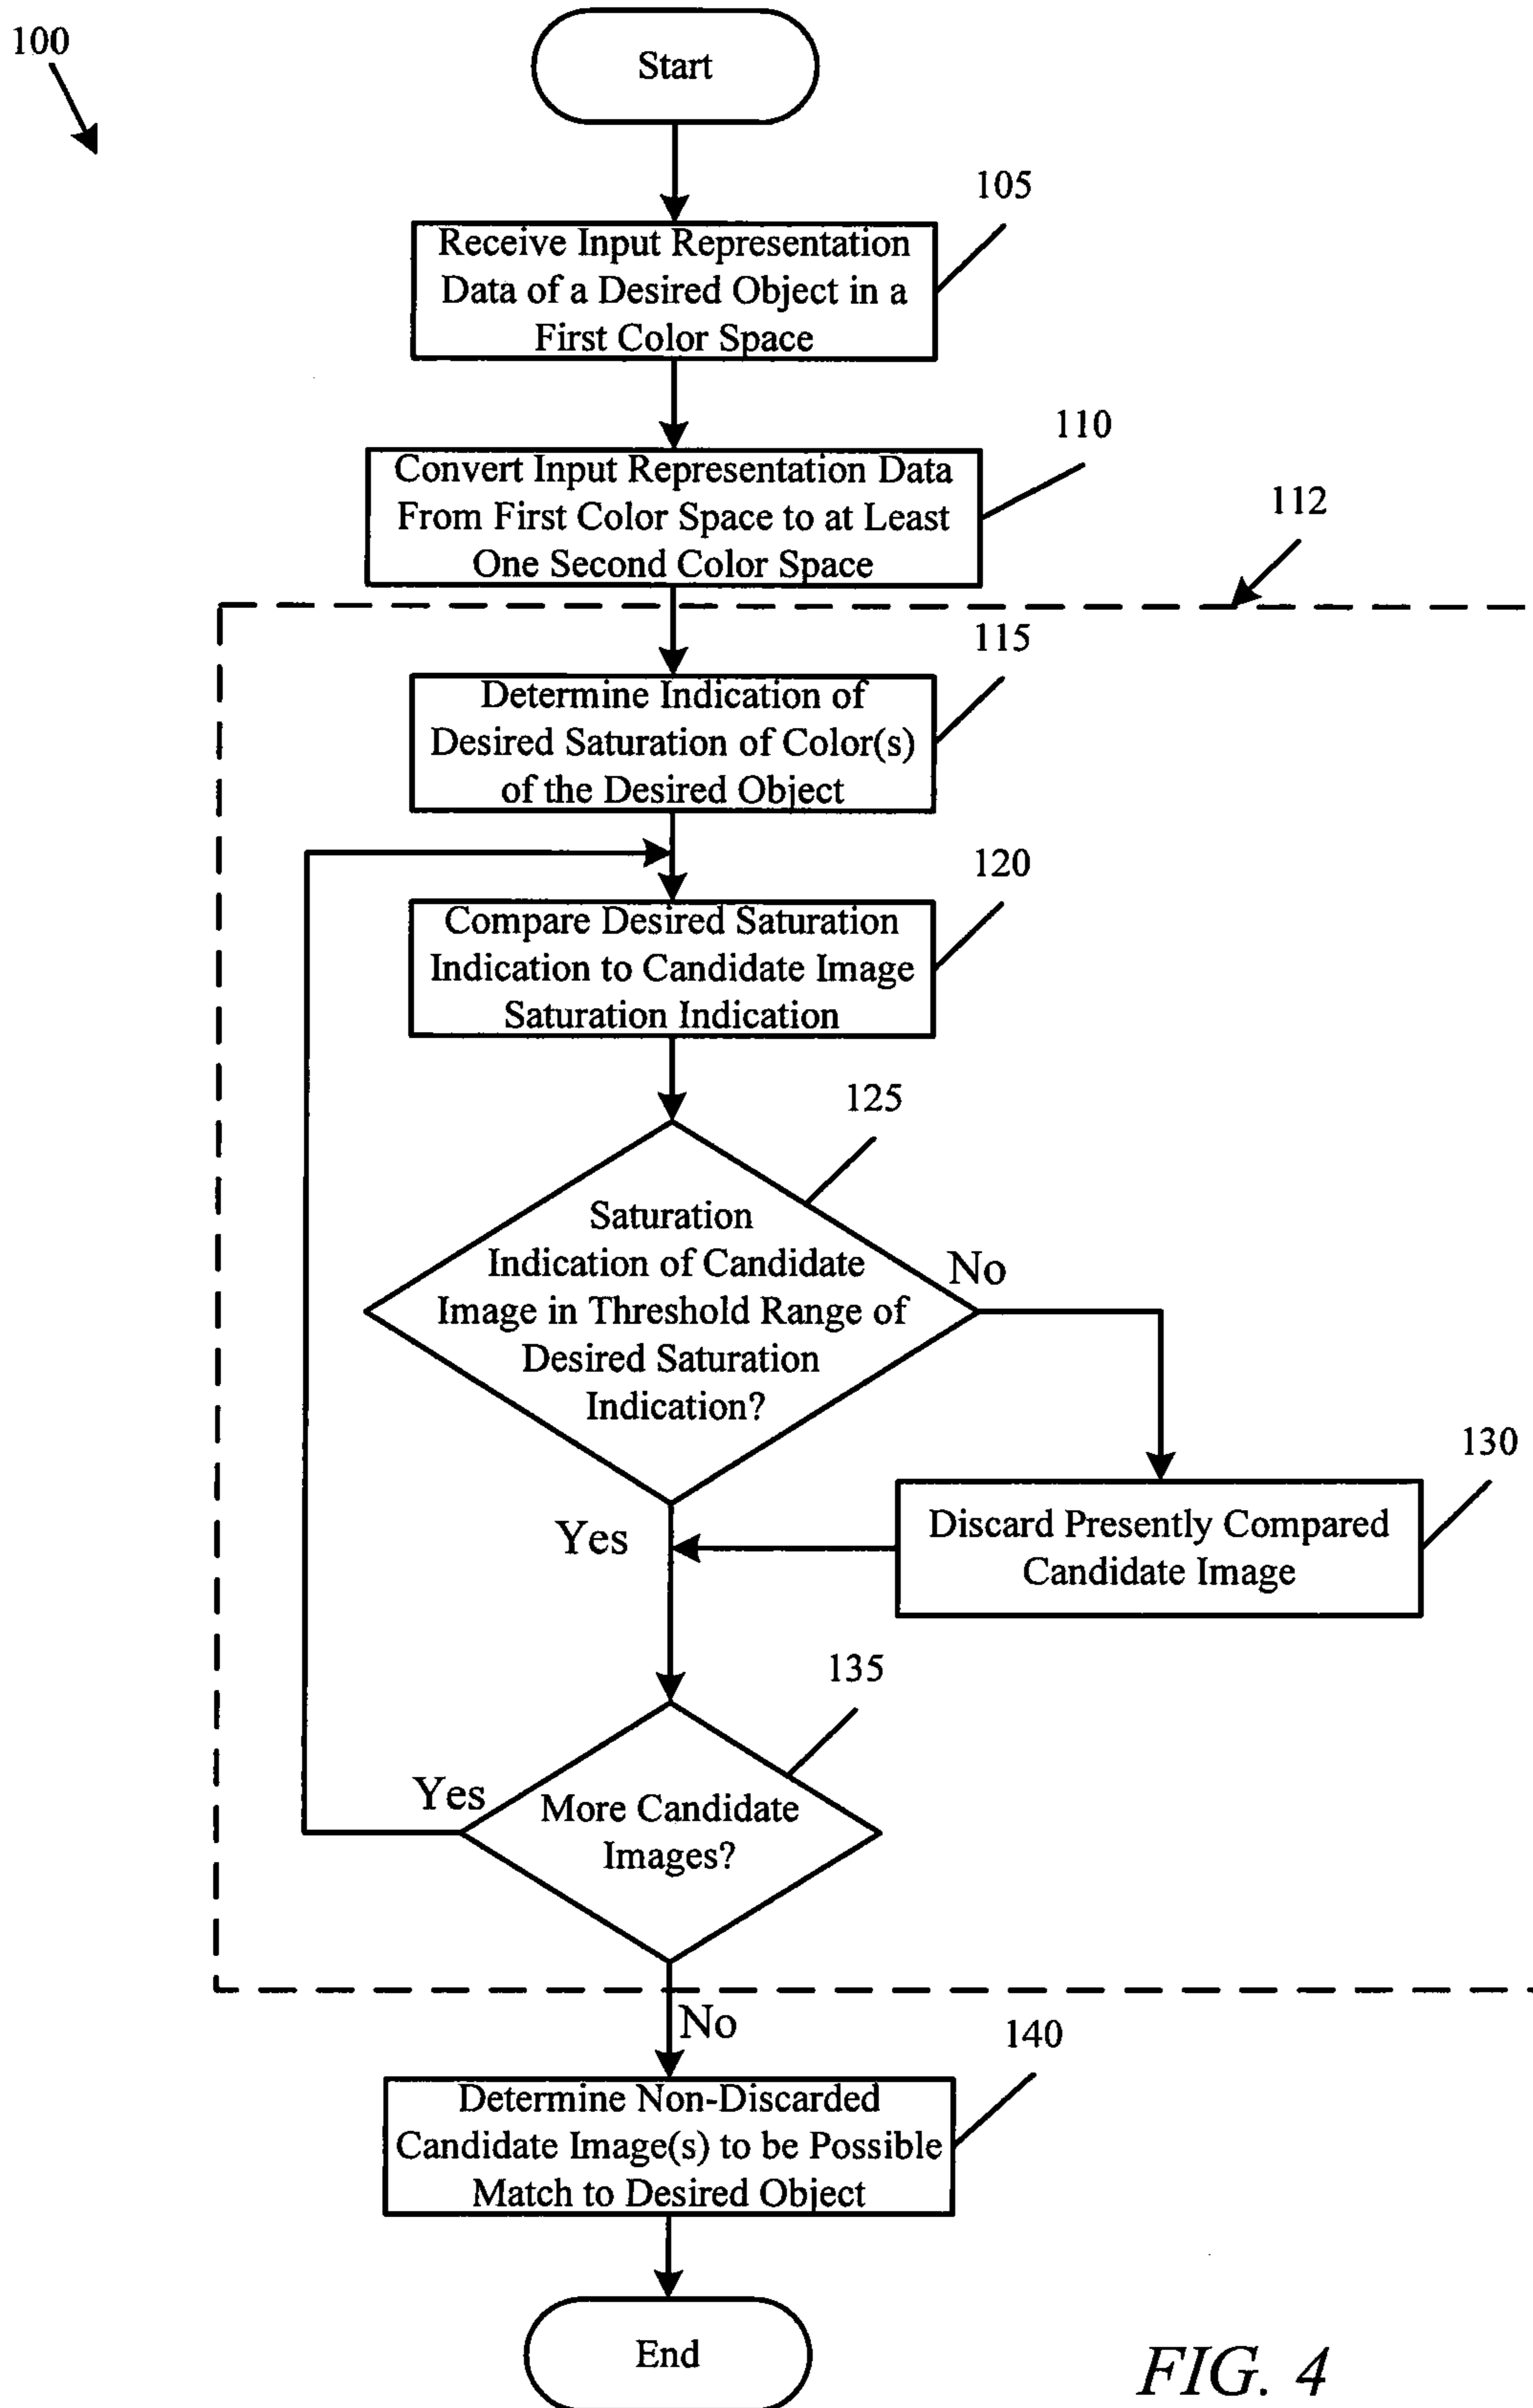 100
Start
105
Receive Input Representation
Data of a Desired Object in a
First Color Space
110
Convert Input Representation Data
From First Color Space to at Least
One Second Color Space
112
115
Determine Indication of
Desired Saturation of Color(s)
of the Desired Object
120
Compare Desired Saturation
Indication to Candidate Image
Saturation Indication
125
Saturation
Indication of Candidate
Image in Threshold Range of
Desired Saturation
Indication?
No
130
Discard Presently Compared
Candidate Image
Yes
135
More Candidate
Images?
Yes
No
140
Determine Non-Discarded
Candidate Image(s) to be Possible
Match to Desired Object
End
FIG. 4